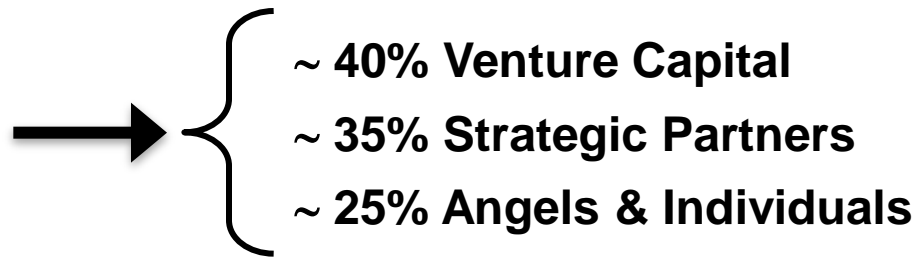 ~ 40% Venture Capital
~ 35% Strategic Partners
~ 25% Angels & Individuals